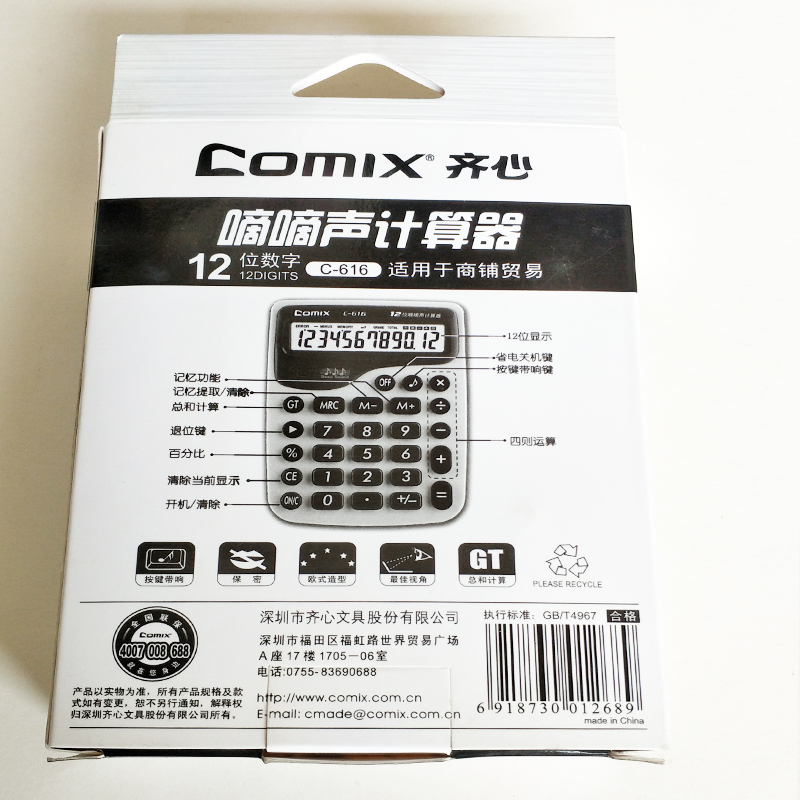 COMIX® 齐心
嘀嘀声计算器
12 位数字 12DIGITS C-616 适用于商铺贸易
COMIX C-616 12位嘀嘀声计算器
1234567890.12
12位显示
省电关机键
按键带响键
记忆功能
记忆提取/清除
总和计算
退位键
百分比
清除当前显示
开机/清除
四则运算
OFF ♪ ×
GT MRC M− M+ ÷
▶ 7 8 9 −
% 4 5 6 +
CE 1 2 3
ON/C 0 · +/− =
GT
按键带响 保密 欧式造型 最佳视角 总和计算 PLEASE RECYCLE
全国联保
COMIX
4007 008 688
就在您身边
产品以实物为准，所有产品规格及款
式如有变更，恕不另行通知，解释权
归深圳齐心文具股份有限公司所有。
深圳市齐心文具股份有限公司
深圳市福田区福虹路世界贸易广场
A座17楼1705—06室
电话:0755-83690688
http://www.comix.com.cn
E-mail: cmade@comix.com.cn
执行标准: GB/T4967 合格
6 918730 012689
made in China